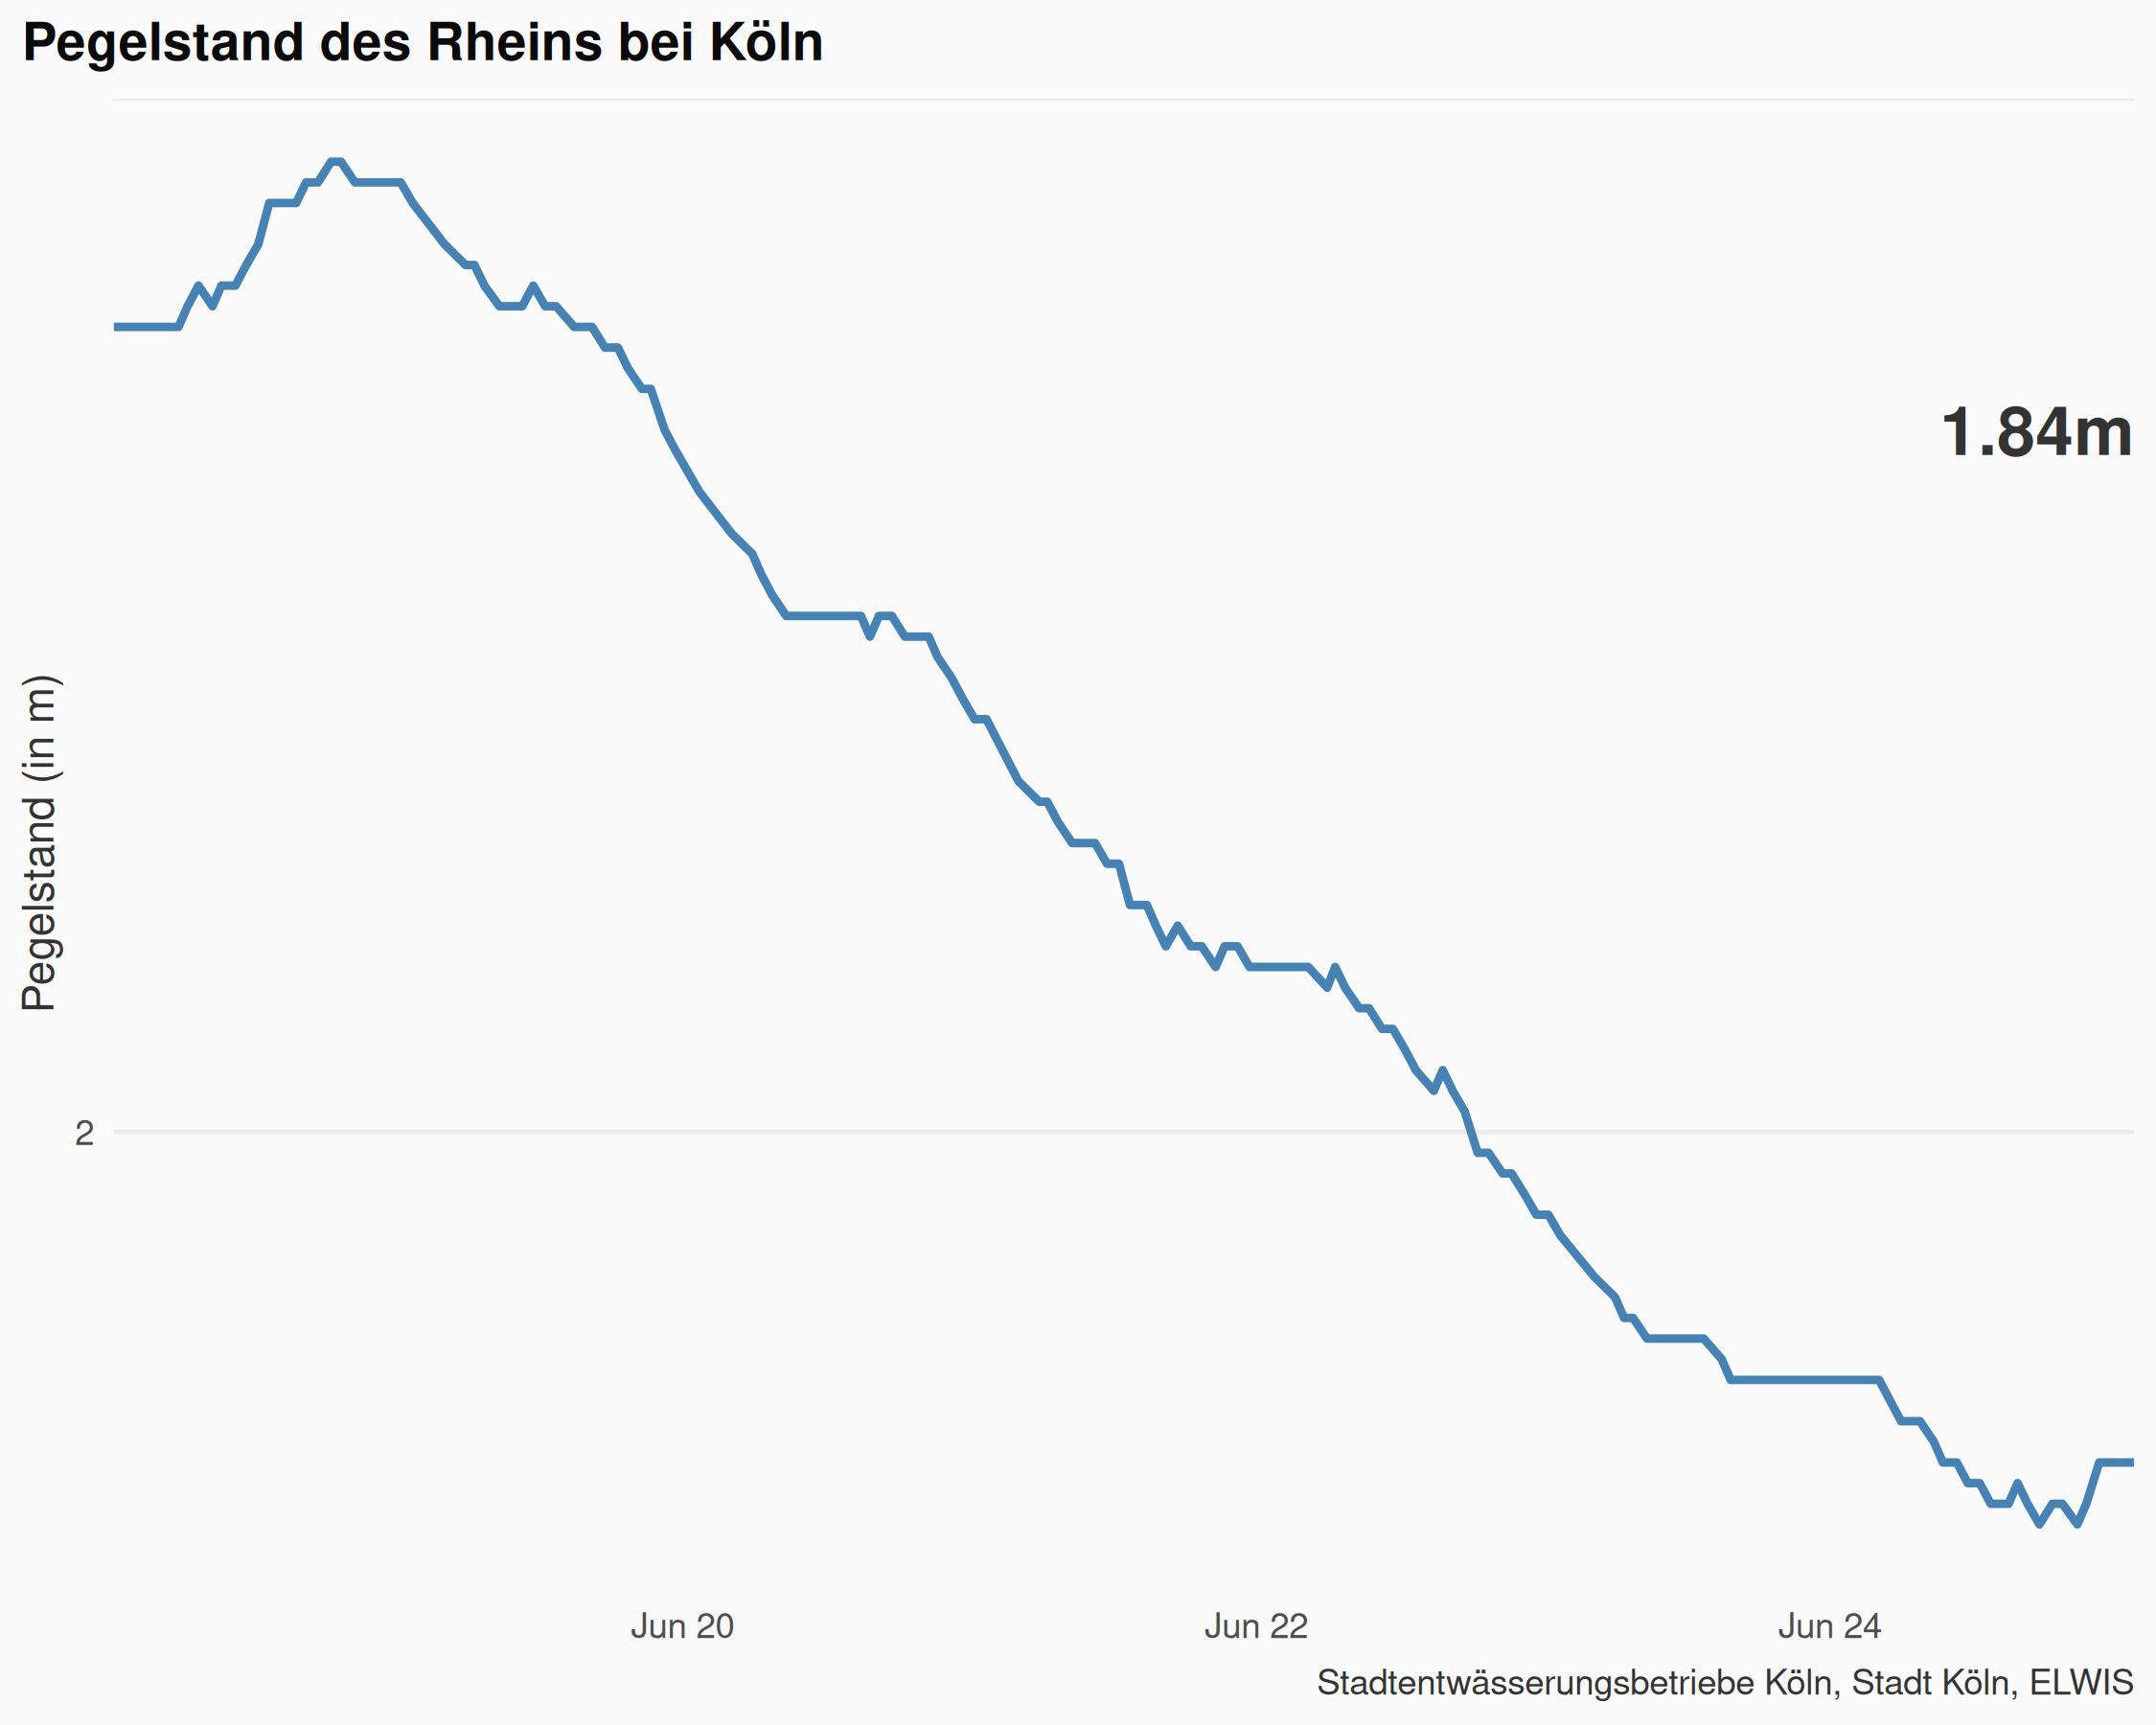 Pegelstand des Rheins bei Köln
1.84m
Pegelstand (in m)
2
Jun 20
Jun 22
Jun 24
Stadtentwässerungsbetriebe Köln, Stadt Köln, ELWIS